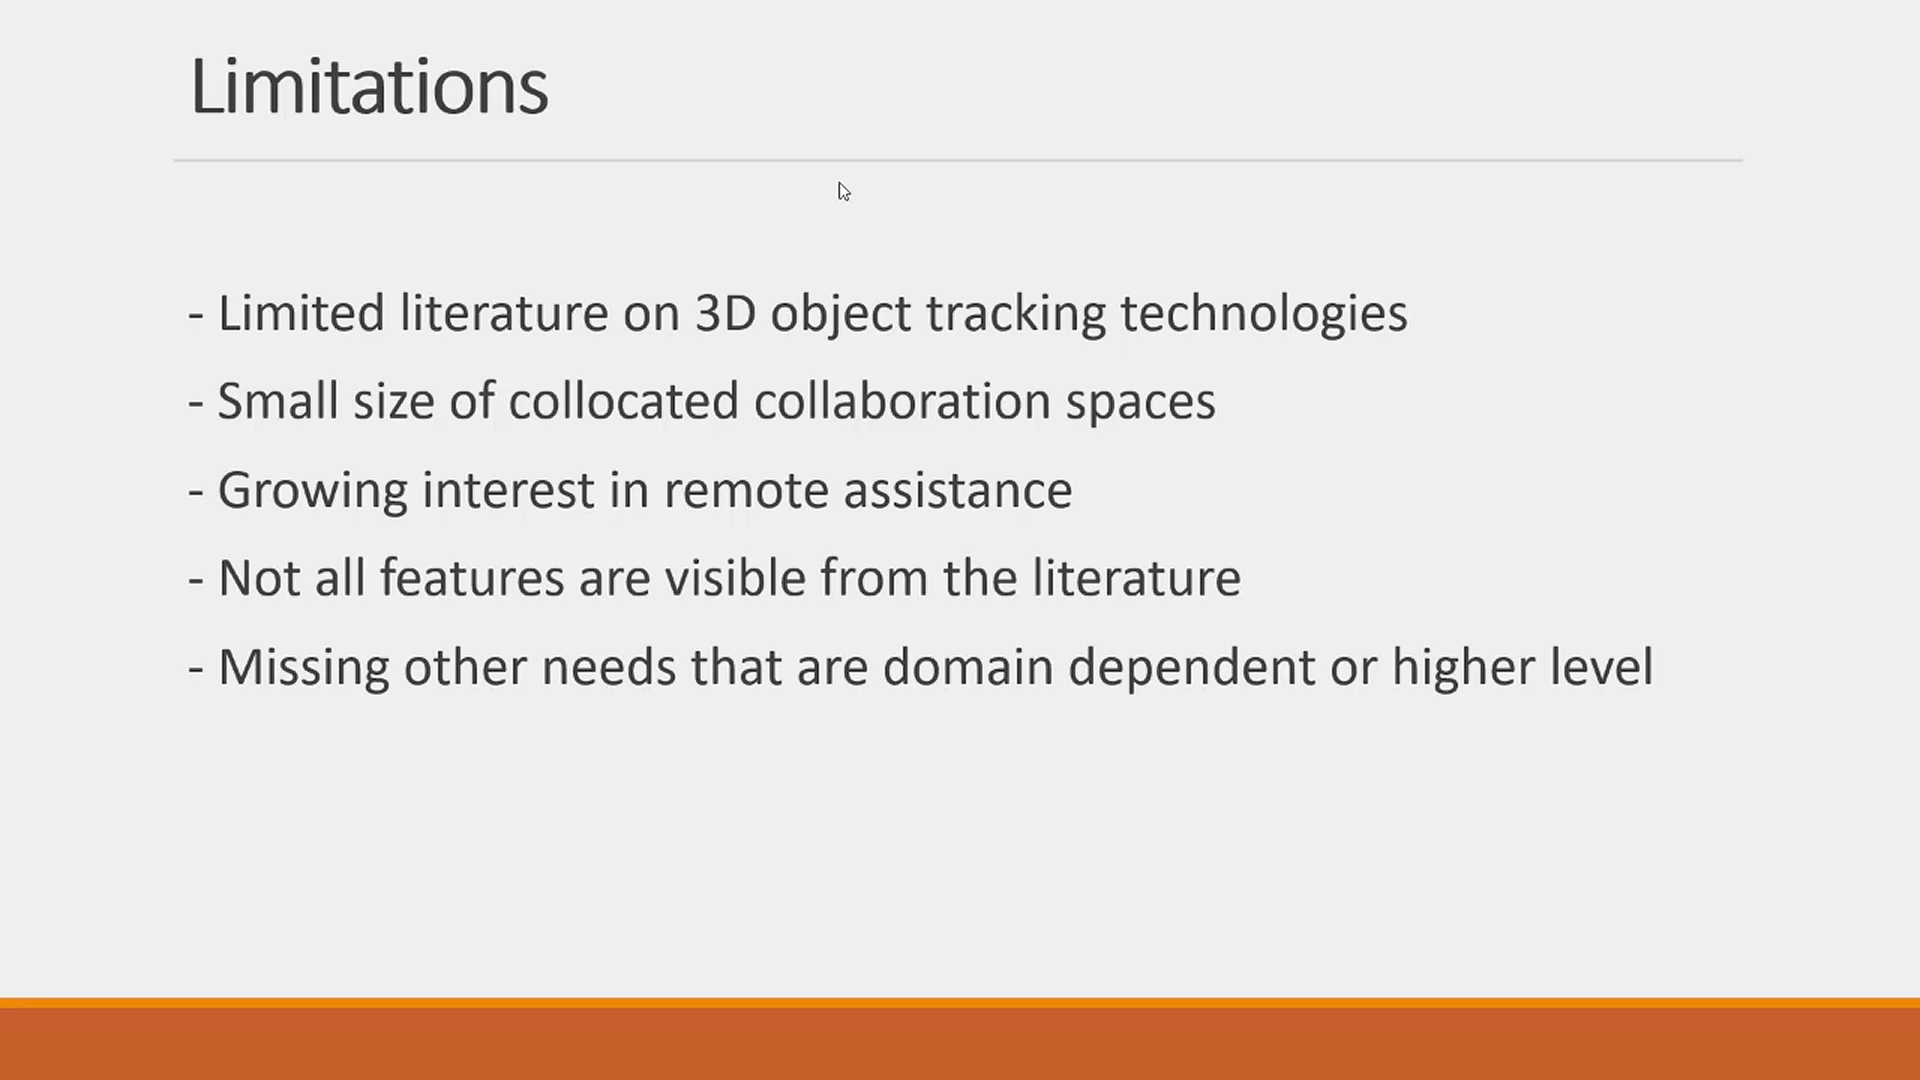 Limitations
- Limited literature on 3D object tracking technologies
- Small size of collocated collaboration spaces
- Growing interest in remote assistance
- Not all features are visible from the literature
- Missing other needs that are domain dependent or higher level